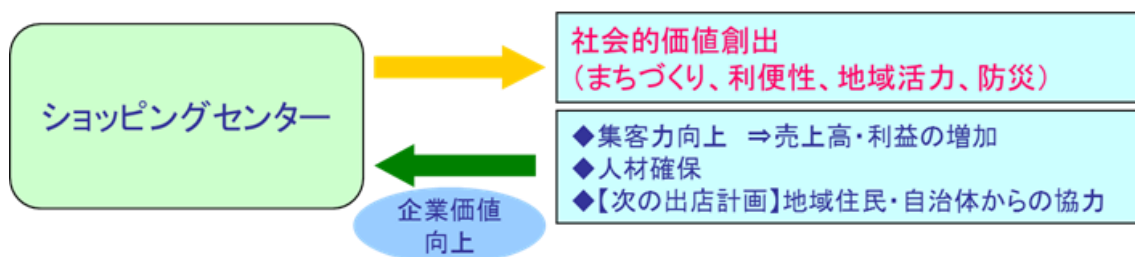 ショッピングセンター
社会的価値創出
（まちづくり、利便性、地域活力、防災）
◆集客力向上　⇒売上高・利益の増加
◆人材確保
◆【次の出店計画】地域住民・自治体からの協力
企業価値
向上